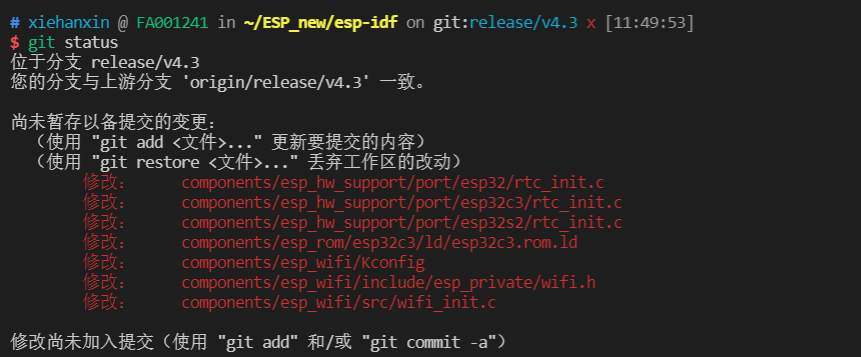 # xiehanxin @ FA001241 in ~/ESP_new/esp-idf on git:release/v4.3 x [11:49:53]
$ git status
位于分支 release/v4.3
您的分支与上游分支 'origin/release/v4.3' 一致。
尚未暂存以备提交的变更:
（使用 "git add <文件>..." 更新要提交的内容）
（使用 "git restore <文件>..." 丢弃工作区的改动）
修改： components/esp_hw_support/port/esp32/rtc_init.c
修改： components/esp_hw_support/port/esp32c3/rtc_init.c
修改： components/esp_hw_support/port/esp32s2/rtc_init.c
修改： components/esp_rom/esp32c3/ld/esp32c3.rom.ld
修改： components/esp_wifi/Kconfig
修改： components/esp_wifi/include/esp_private/wifi.h
修改： components/esp_wifi/src/wifi_init.c
修改尚未加入提交（使用 "git add" 和/或 "git commit -a"）